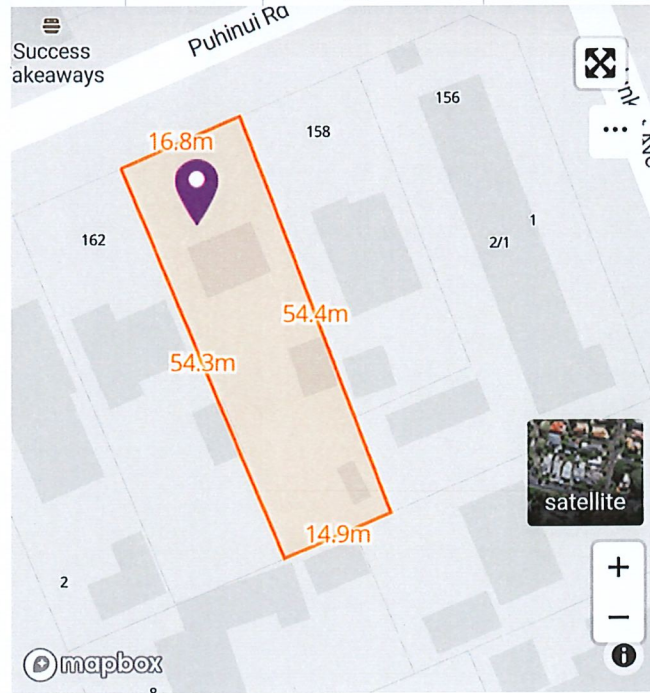 Success
akeaways
Puhinui Rd
16.8m
158
156
162
1
2/1
54.4m
54.3m
14.9m
satellite
2
mapbox
8